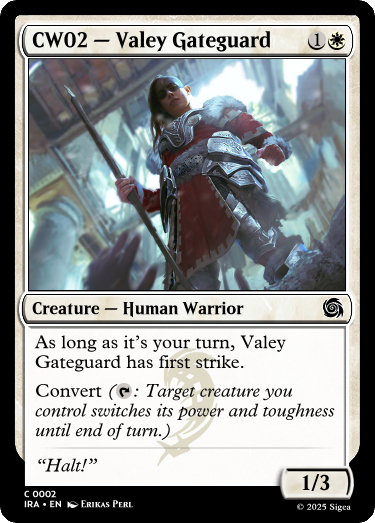 CW02 — Valey Gateguard 1
Creature — Human Warrior
As long as it's your turn, Valey
Gateguard has first strike.
Convert (: Target creature you
control switches its power and toughness
until end of turn.)
“Halt!”
1/3
C 0002
IRA • EN Erikas Perl
© 2025 Sigea